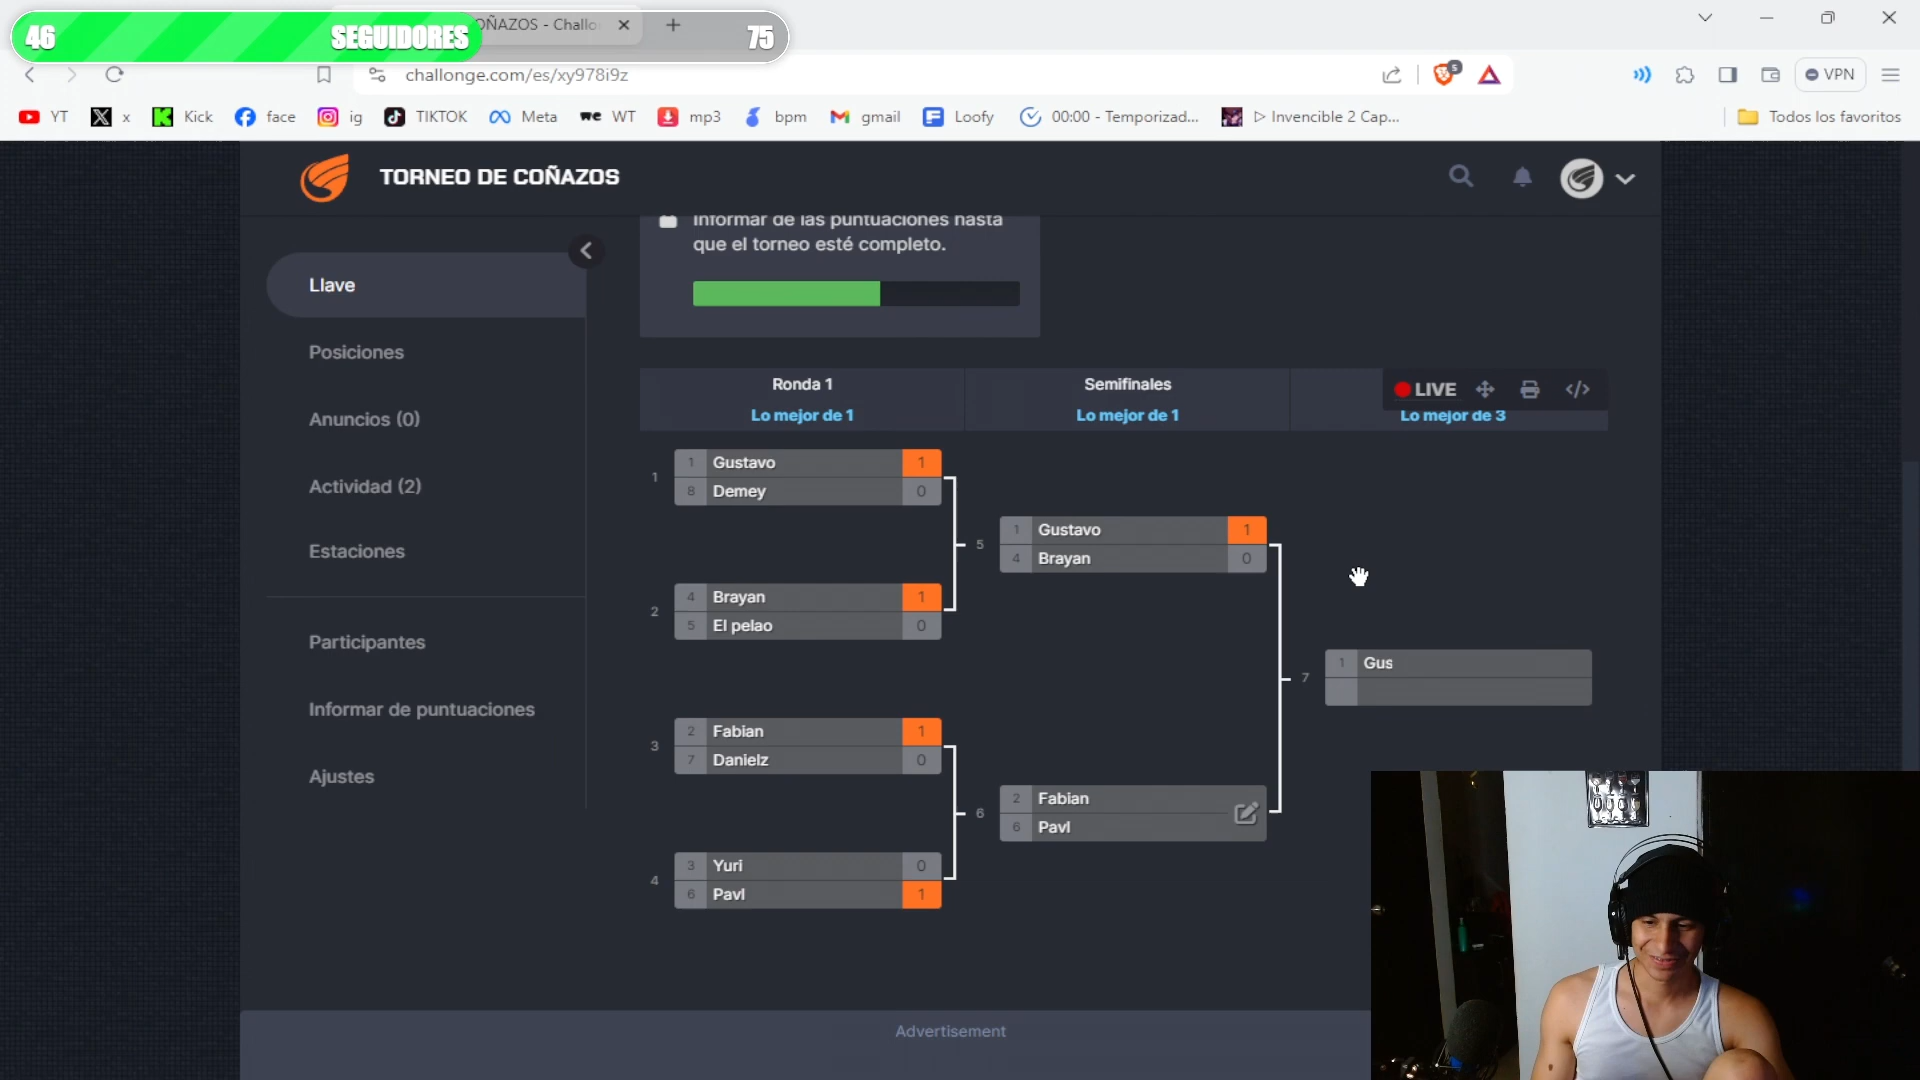 46 SEGUIDORES 75
OÑAZOS - Challo
challonge.com/es/xy978i9z
5
VPN
YT
x
Kick
face
ig
TIKTOK
Meta
WT
mp3
bpm
gmail
Loofy
00:00 - Temporizad...
▷ Invencible 2 Cap...
Todos los favoritos
TORNEO DE COÑAZOS
Informar de las puntuaciones hasta
que el torneo esté completo.
Llave
Posiciones
Anuncios (0)
Actividad (2)
Estaciones
Participantes
Informar de puntuaciones
Ajustes
Ronda 1
Lo mejor de 1
Semifinales
Lo mejor de 1
LIVE
Lo mejor de 3
1
1 Gustavo 1
8 Demey 0
2
4 Brayan 1
5 El pelao 0
3
2 Fabian 1
7 Danielz 0
4
3 Yuri 0
6 Pavl 1
5
1 Gustavo 1
4 Brayan 0
6
2 Fabian
6 Pavl
7
1 Gus
Advertisement